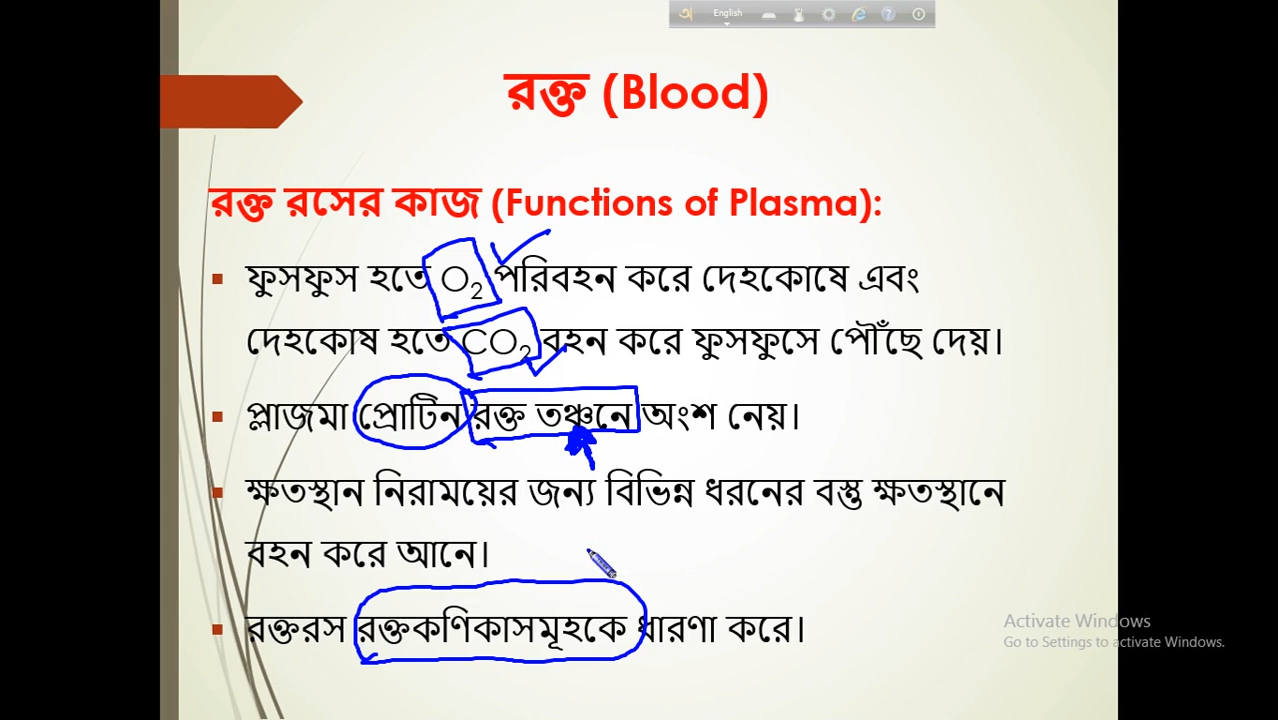 English
রক্ত (Blood)
রক্ত রসের কাজ (Functions of Plasma):
▪ ফুসফুস হতে O₂ পরিবহন করে দেহকোষে এবং
দেহকোষ হতে CO₂ বহন করে ফুসফুসে পৌঁছে দেয়।
▪ প্লাজমা প্রোটিন রক্ত তঞ্চনে অংশ নেয়।
▪ ক্ষতস্থান নিরাময়ের জন্য বিভিন্ন ধরনের বস্তু ক্ষতস্থানে
বহন করে আনে।
▪ রক্তরস রক্তকণিকাসমূহকে ধারণা করে।
Activate Windows
Go to Settings to activate Windows.